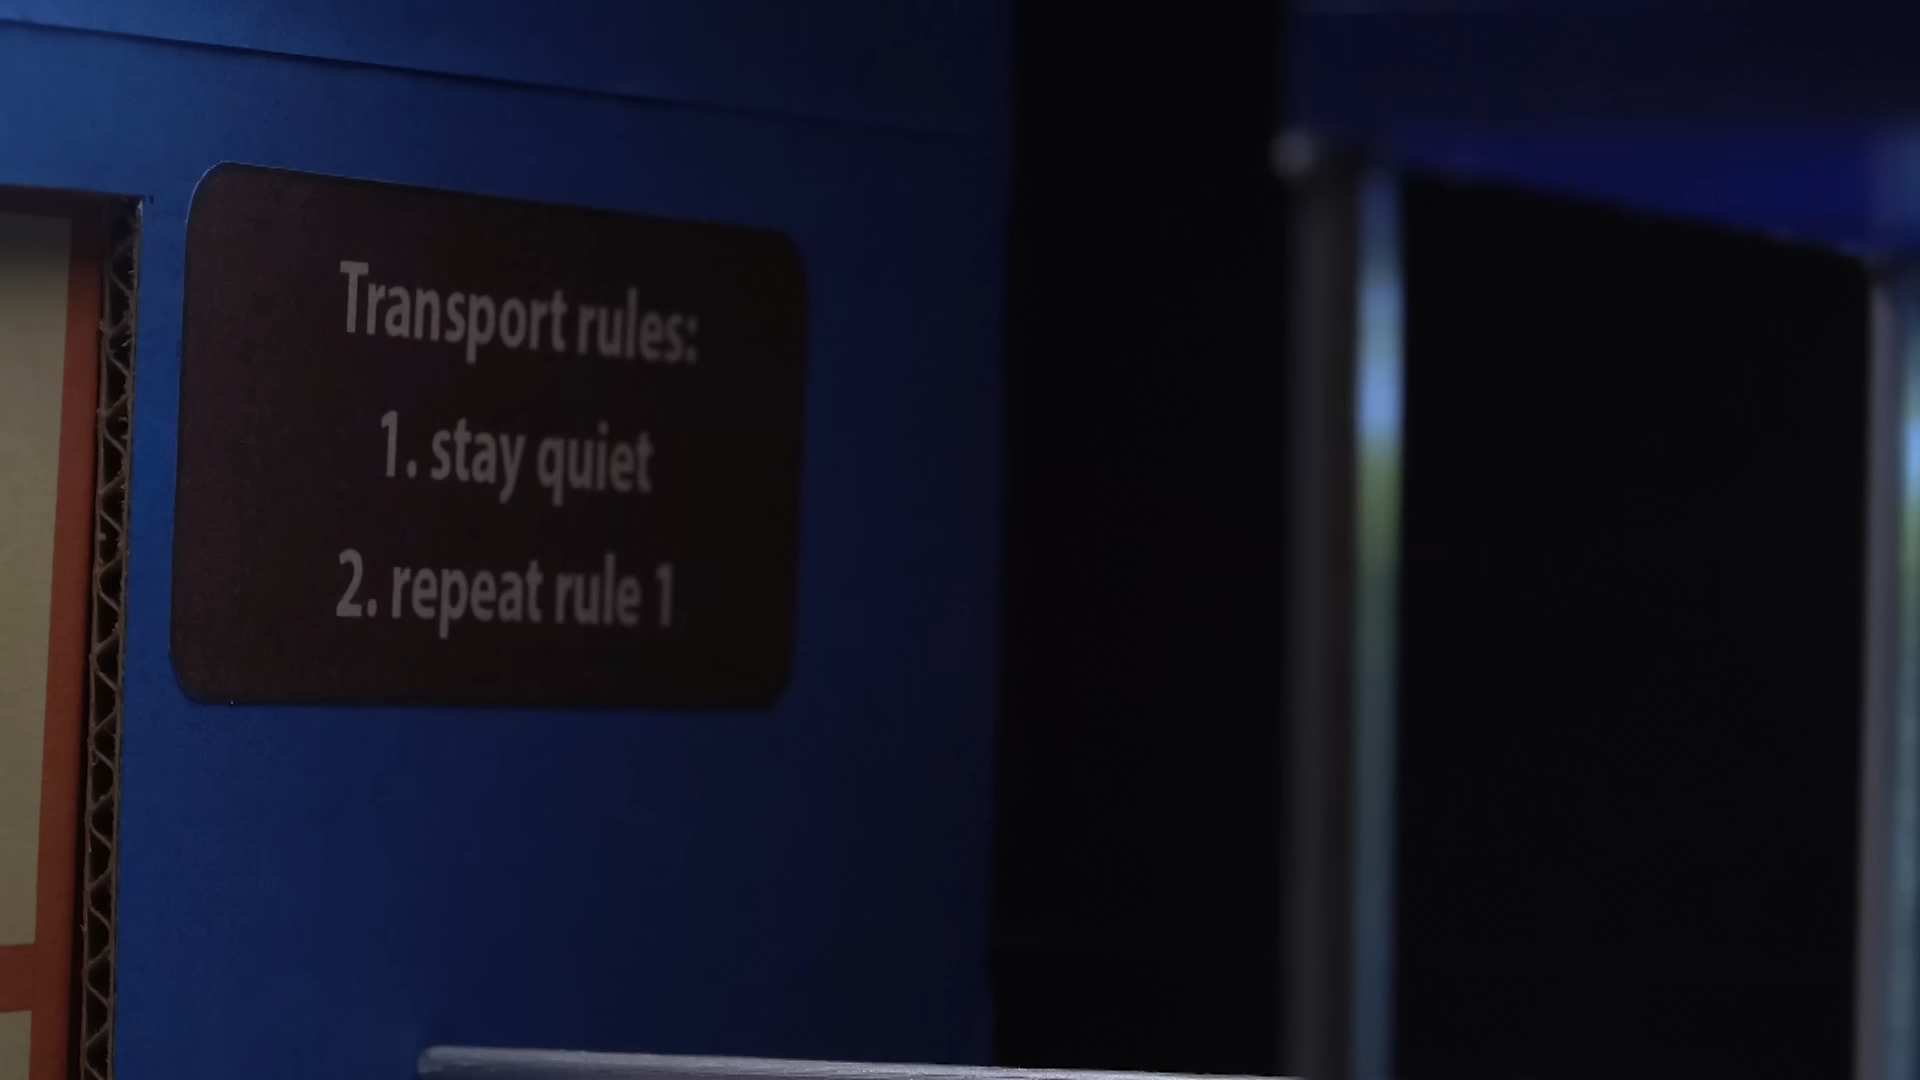 Transport rules:
1. stay quiet
2. repeat rule 1